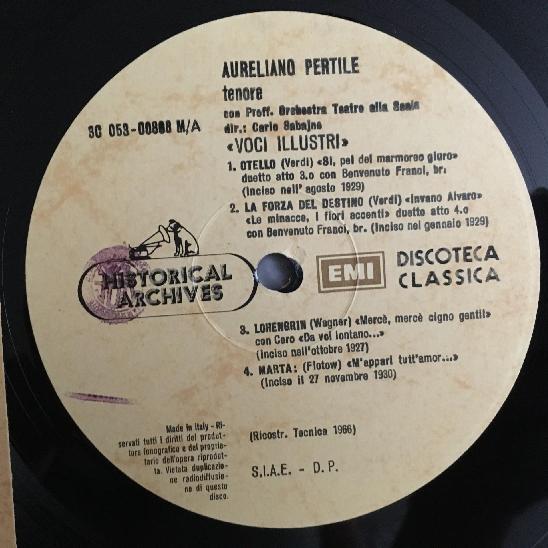 AURELIANO PERTILE
tenore
con Proff. Orchestra Teatro alla Scala
dir.: Carlo Sabajno
«VOCI ILLUSTRI»
3C 053-00868 M/A
1. OTELLO (Verdi) «Sì, pel del marmoreo giuro»
duetto atto 3.o con Benvenuto Franci, br:
(Inciso nell' agosto 1929)
2. LA FORZA DEL DESTINO (Verdi) «Invano Alvaro»
«Le minacce, i fiori accenti» duetto atto 4.o
con Benvenuto Franci, br. (Inciso nel gennaio 1929)
HISTORICAL
ARCHIVES
EMI
DISCOTECA
CLASSICA
3. LOHENGRIN (Wagner) «Mercè, mercè cigno gentil»
con Coro «Da voi lontano...»
(Inciso nell'ottobre 1927)
4. MARTA: (Flotow) «M'apparì tutt'amor...»
(Inciso il 27 novembre 1930)
Made in Italy - Ri-
servati tutti i diritti del produt-
tore fonografico e del proprie-
tario dell'opera riprodot-
ta. Vietata duplicazio-
ne radiodiffusio-
ne di questo
disco.
(Ricostr. Tecnica 1966)
S.I.A.E. - D.P.